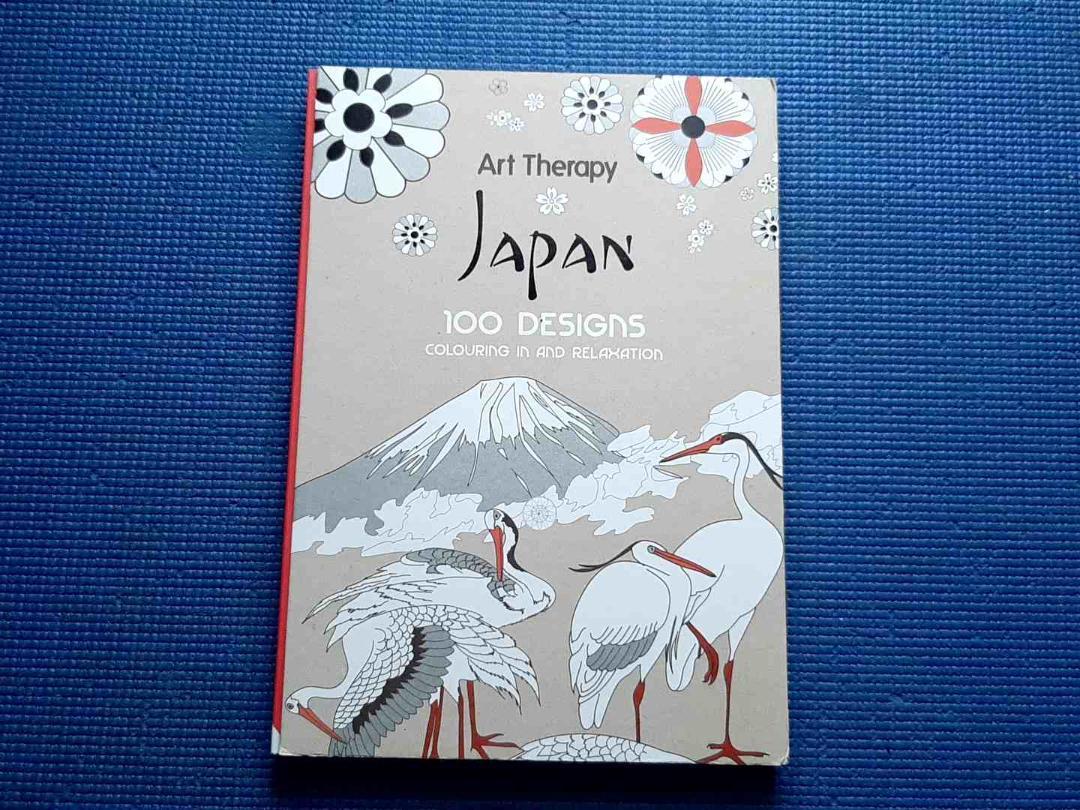 Art Therapy
Japan
100 DESIGNS
COLOURING IN AND RELAXATION